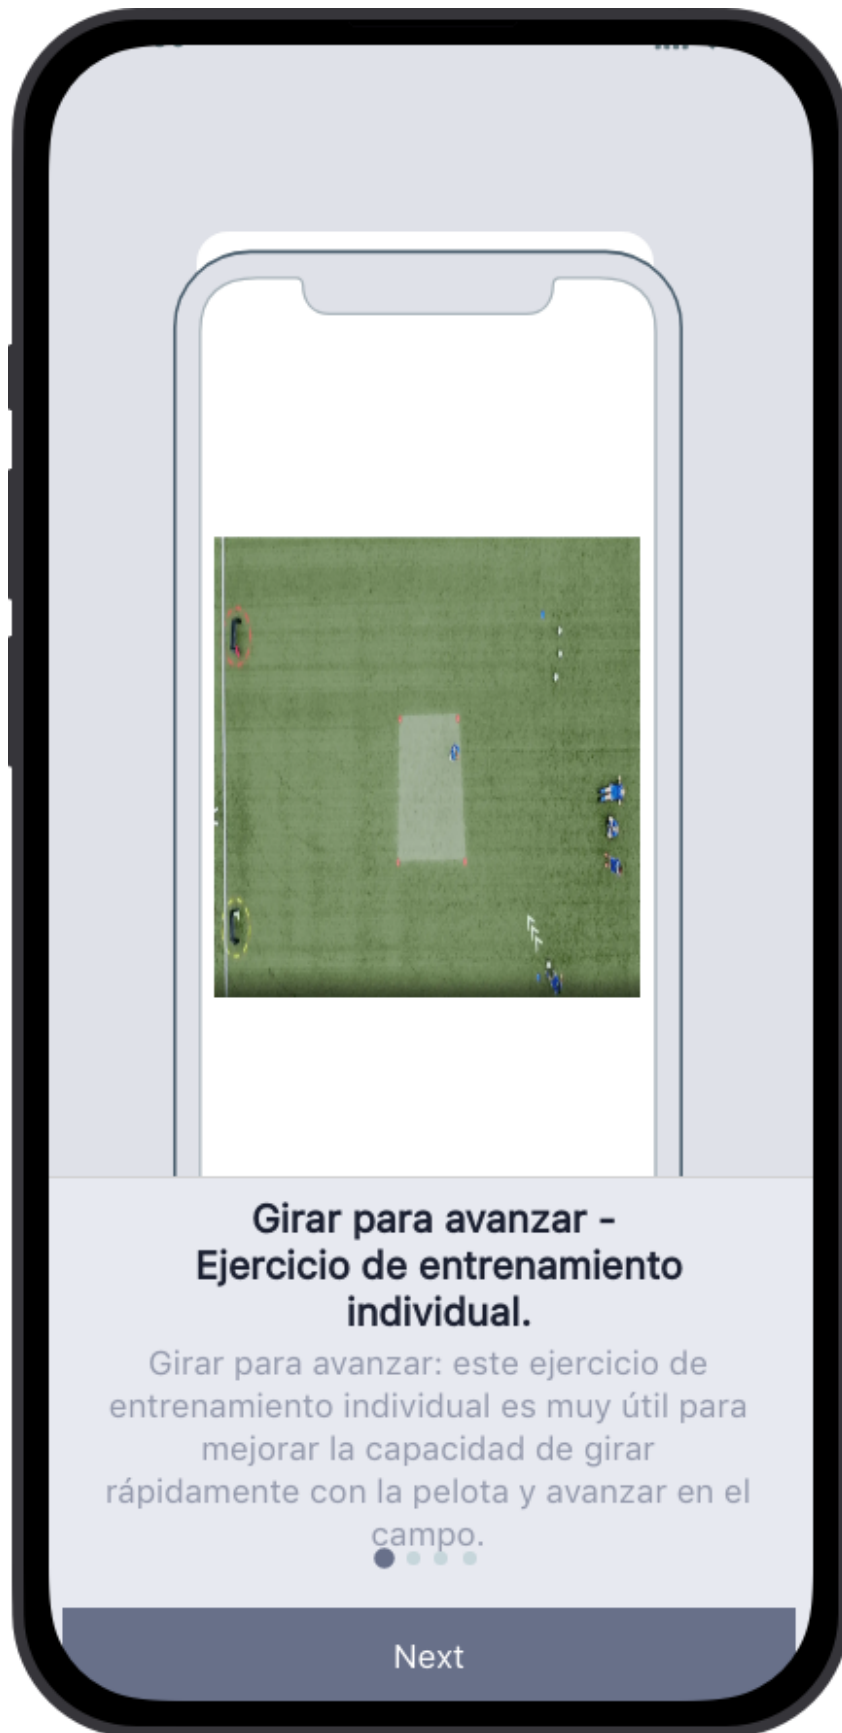 Girar para avanzar -
Ejercicio de entrenamiento
individual.
Girar para avanzar: este ejercicio de
entrenamiento individual es muy útil para
mejorar la capacidad de girar
rápidamente con la pelota y avanzar en el
campo.
Next